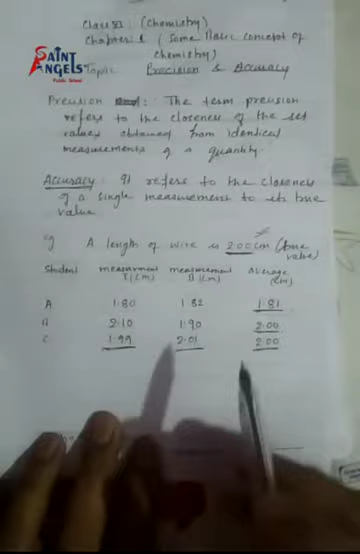 Class XI (Chemistry)
Chapter 1 (Some Basic concept of
Chemistry)
SAINT
ANGELS
Public School
Topic Precision & Accuracy
Precision : The term precision
refers to the closeness of the set
values obtained from identical
measurements of a quantity.
Accuracy: It refers to the closeness
of a single measurement to its true
value
eg A length of wire is 2.00 cm (true
value)
Student measurement measurement average
I (cm) II (cm) (cm)
A 1.80 1.82 1.81
B 2.10 1.90 2.00
C 1.99 2.01 2.00